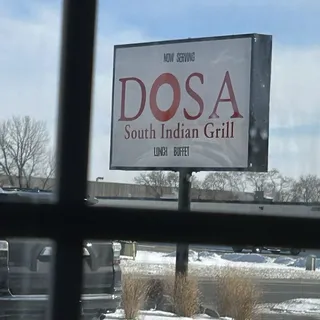 NOW SERVING
DOSA
South Indian Grill
LUNCH BUFFET